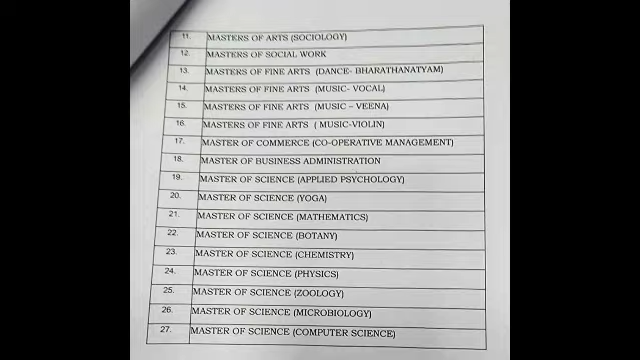 11. MASTERS OF ARTS (SOCIOLOGY)
12. MASTERS OF SOCIAL WORK
13. MASTERS OF FINE ARTS (DANCE- BHARATHANATYAM)
14. MASTERS OF FINE ARTS (MUSIC- VOCAL)
15. MASTERS OF FINE ARTS (MUSIC – VEENA)
16. MASTERS OF FINE ARTS ( MUSIC-VIOLIN)
17. MASTER OF COMMERCE (CO-OPERATIVE MANAGEMENT)
18. MASTER OF BUSINESS ADMINISTRATION
19. MASTER OF SCIENCE (APPLIED PSYCHOLOGY)
20. MASTER OF SCIENCE (YOGA)
21. MASTER OF SCIENCE (MATHEMATICS)
22. MASTER OF SCIENCE (BOTANY)
23. MASTER OF SCIENCE (CHEMISTRY)
24. MASTER OF SCIENCE (PHYSICS)
25. MASTER OF SCIENCE (ZOOLOGY)
26. MASTER OF SCIENCE (MICROBIOLOGY)
27. MASTER OF SCIENCE (COMPUTER SCIENCE)